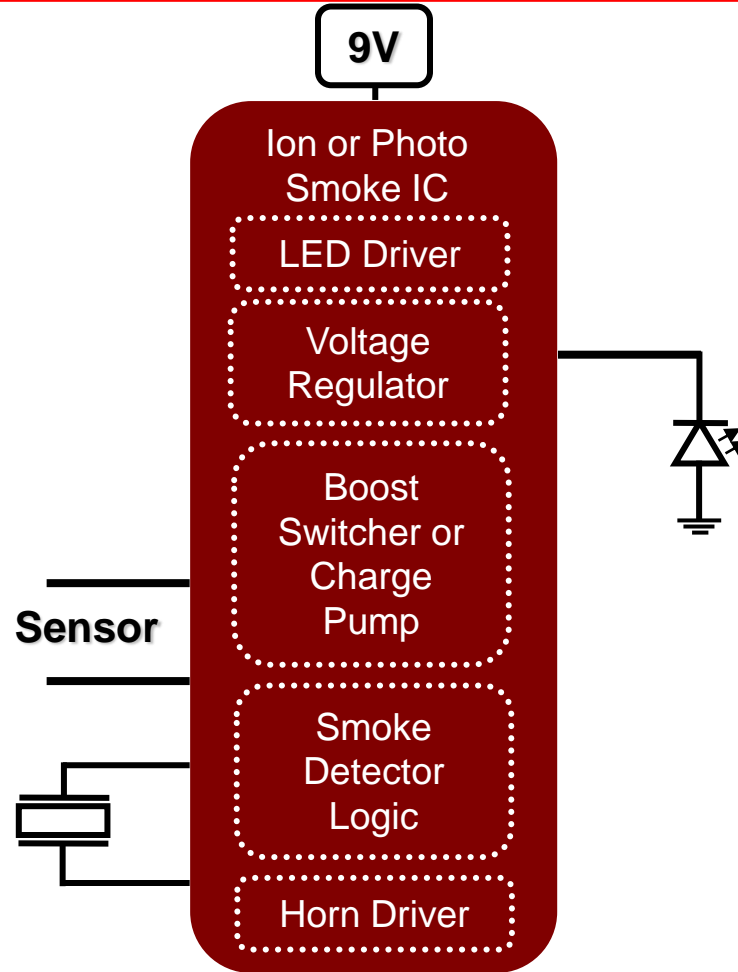 9V
Ion or Photo
Smoke IC
LED Driver
Voltage
Regulator
Boost
Switcher or
Charge
Pump
Sensor
Smoke
Detector
Logic
Horn Driver